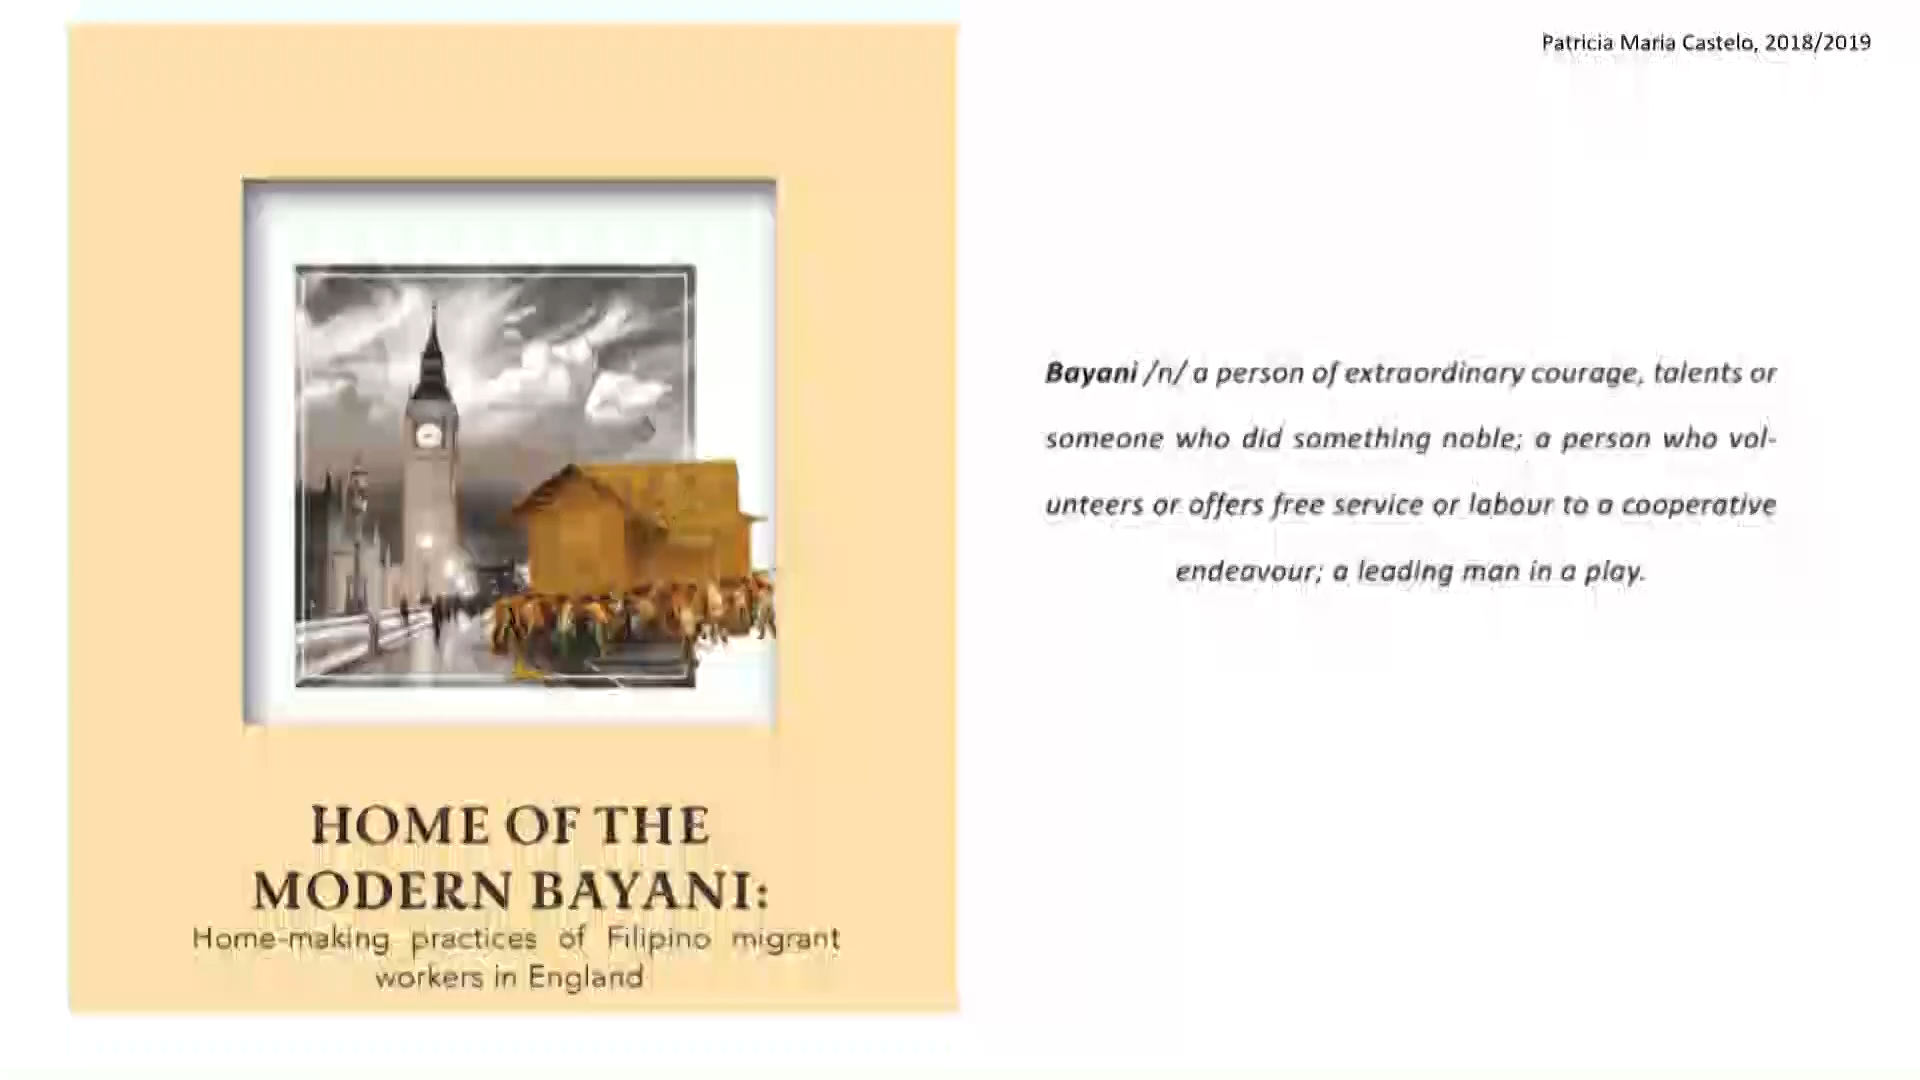 Patricia Maria Castelo, 2018/2019
Bayani /n/ a person of extraordinary courage, talents or
someone who did something noble; a person who vol-
unteers or offers free service or labour to a cooperative
endeavour; a leading man in a play.
HOME OF THE
MODERN BAYANI:
Home-making practices of Filipino migrant
workers in England